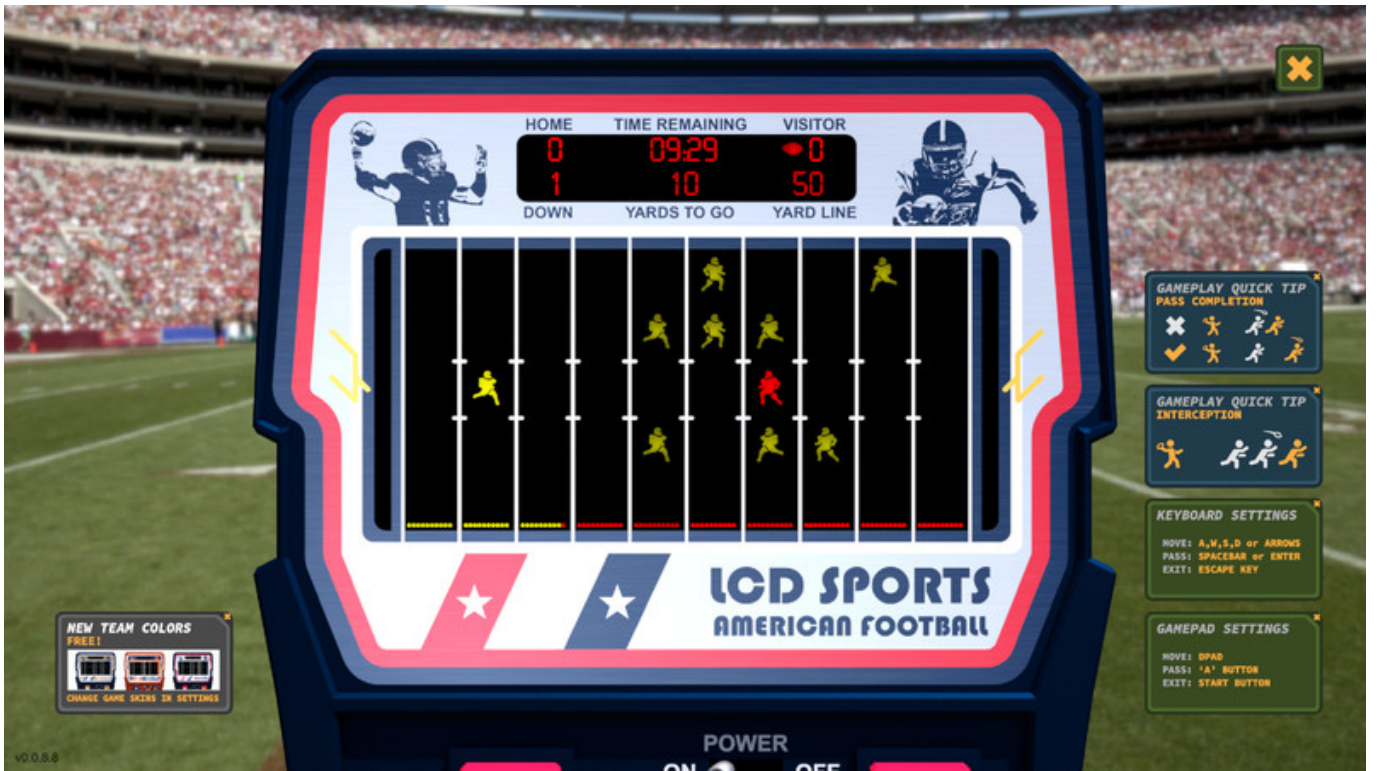 HOME TIME REMAINING VISITOR
0 09:29 0
1 10 50
DOWN YARDS TO GO YARD LINE
LCD SPORTS
AMERICAN FOOTBALL
POWER
ON OFF
GAMEPLAY QUICK TIP
PASS COMPLETION
GAMEPLAY QUICK TIP
INTERCEPTION
KEYBOARD SETTINGS
MOVE: A,W,S,D or ARROWS
PASS: SPACEBAR or ENTER
EXIT: ESCAPE KEY
GAMEPAD SETTINGS
MOVE: DPAD
PASS: 'A' BUTTON
EXIT: START BUTTON
NEW TEAM COLORS
FREE!
CHANGE GAME SKINS IN SETTINGS
v0.0.8.8